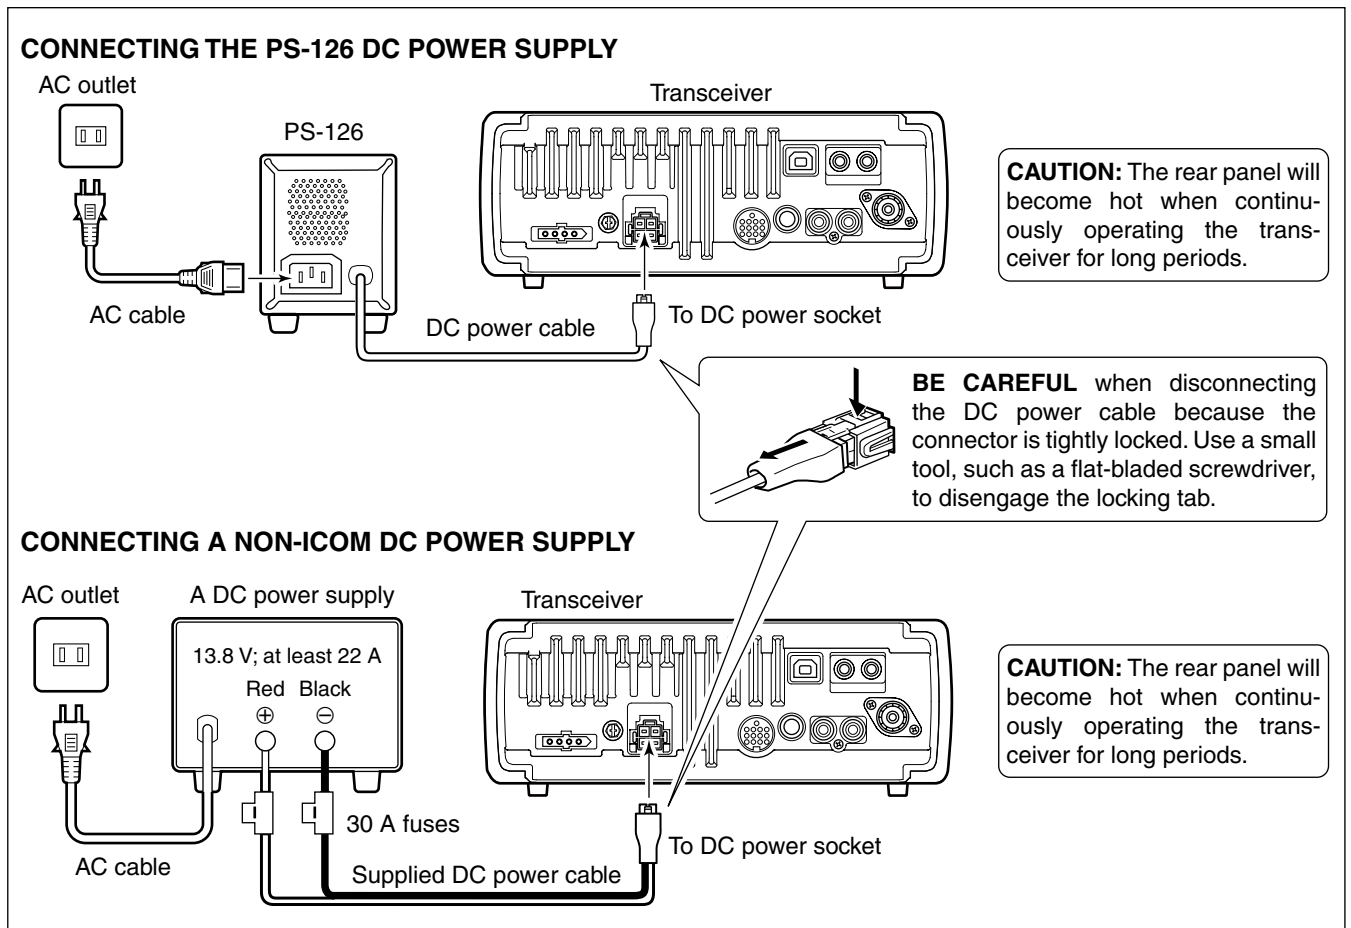 CONNECTING THE PS-126 DC POWER SUPPLY
AC outlet
PS-126
Transceiver
AC cable
DC power cable
To DC power socket
CAUTION: The rear panel will
become hot when continu-
ously operating the trans-
ceiver for long periods.
BE CAREFUL when disconnecting
the DC power cable because the
connector is tightly locked. Use a small
tool, such as a flat-bladed screwdriver,
to disengage the locking tab.
CONNECTING A NON-ICOM DC POWER SUPPLY
AC outlet
A DC power supply
Transceiver
13.8 V; at least 22 A
Red Black
⊕ ⊖
30 A fuses
AC cable
Supplied DC power cable
To DC power socket
CAUTION: The rear panel will
become hot when continu-
ously operating the trans-
ceiver for long periods.